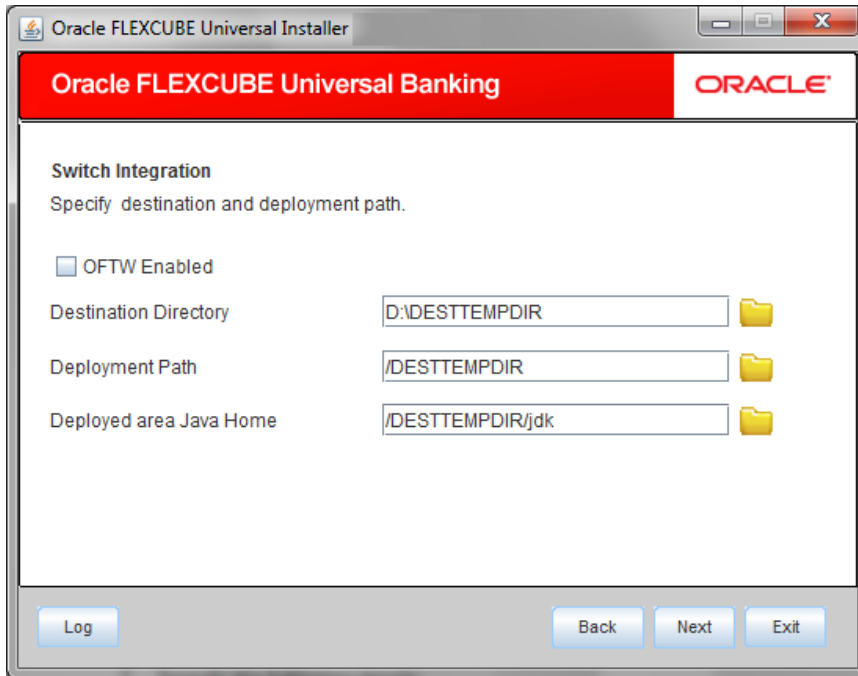 Oracle FLEXCUBE Universal Installer
Oracle FLEXCUBE Universal Banking
ORACLE
Switch Integration
Specify destination and deployment path.
OFTW Enabled
Destination Directory D:\DESTTEMPDIR
Deployment Path /DESTTEMPDIR
Deployed area Java Home /DESTTEMPDIR/jdk
Log Back Next Exit